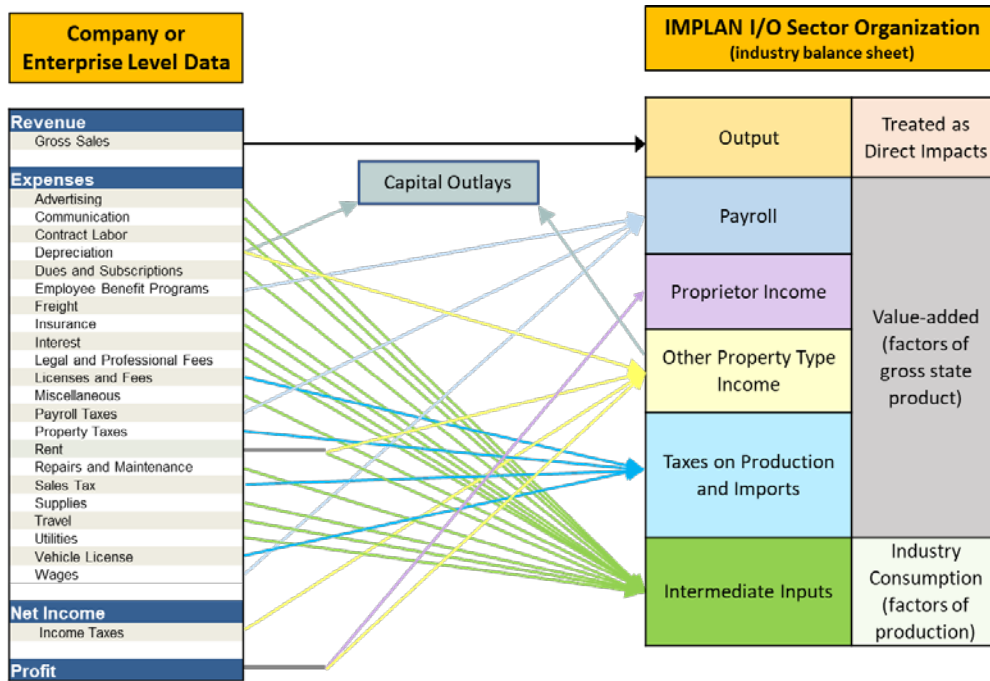 Company or
Enterprise Level Data
IMPLAN I/O Sector Organization
(industry balance sheet)
Revenue
Gross Sales
Expenses
Advertising
Communication
Contract Labor
Depreciation
Dues and Subscriptions
Employee Benefit Programs
Freight
Insurance
Interest
Legal and Professional Fees
Licenses and Fees
Miscellaneous
Payroll Taxes
Property Taxes
Rent
Repairs and Maintenance
Sales Tax
Supplies
Travel
Utilities
Vehicle License
Wages
Net Income
Income Taxes
Profit
Capital Outlays
Output
Treated as
Direct Impacts
Payroll
Proprietor Income
Other Property Type
Income
Taxes on Production
and Imports
Value-added
(factors of
gross state
product)
Intermediate Inputs
Industry
Consumption
(factors of
production)